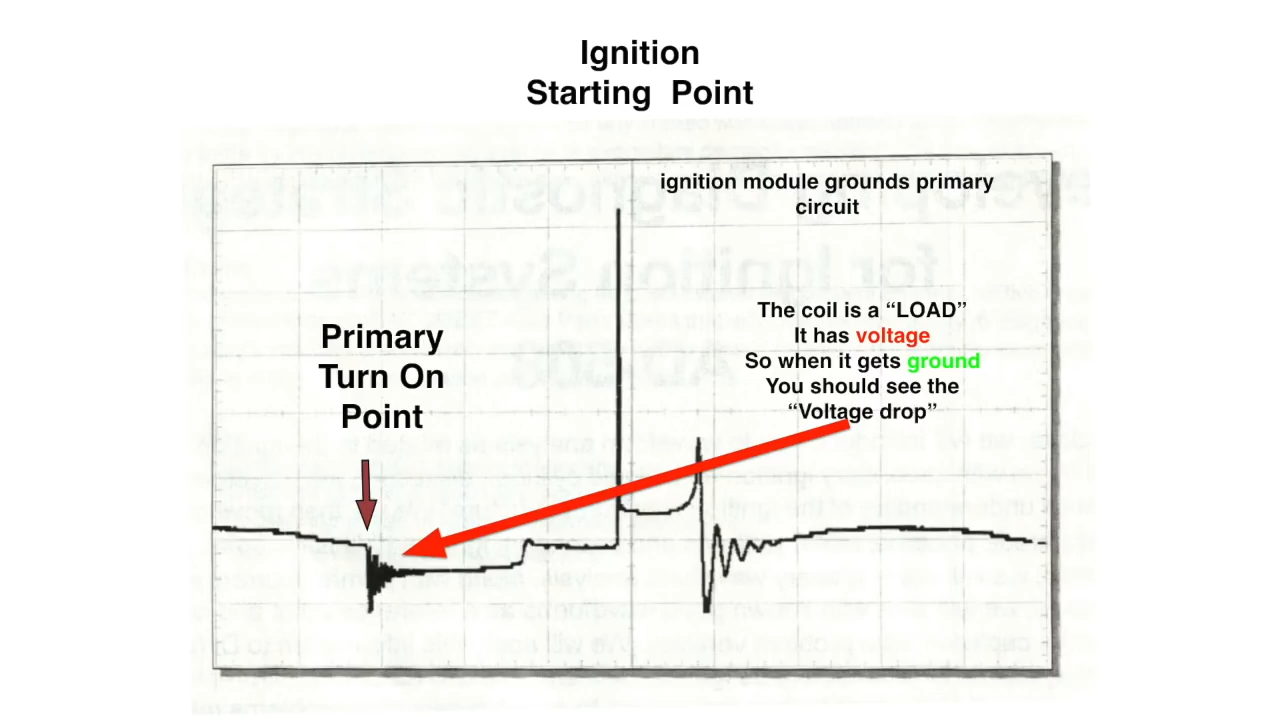 Ignition
Starting Point
ignition module grounds primary
circuit
The coil is a “LOAD”
It has voltage
So when it gets ground
You should see the
“Voltage drop”
Primary
Turn On
Point